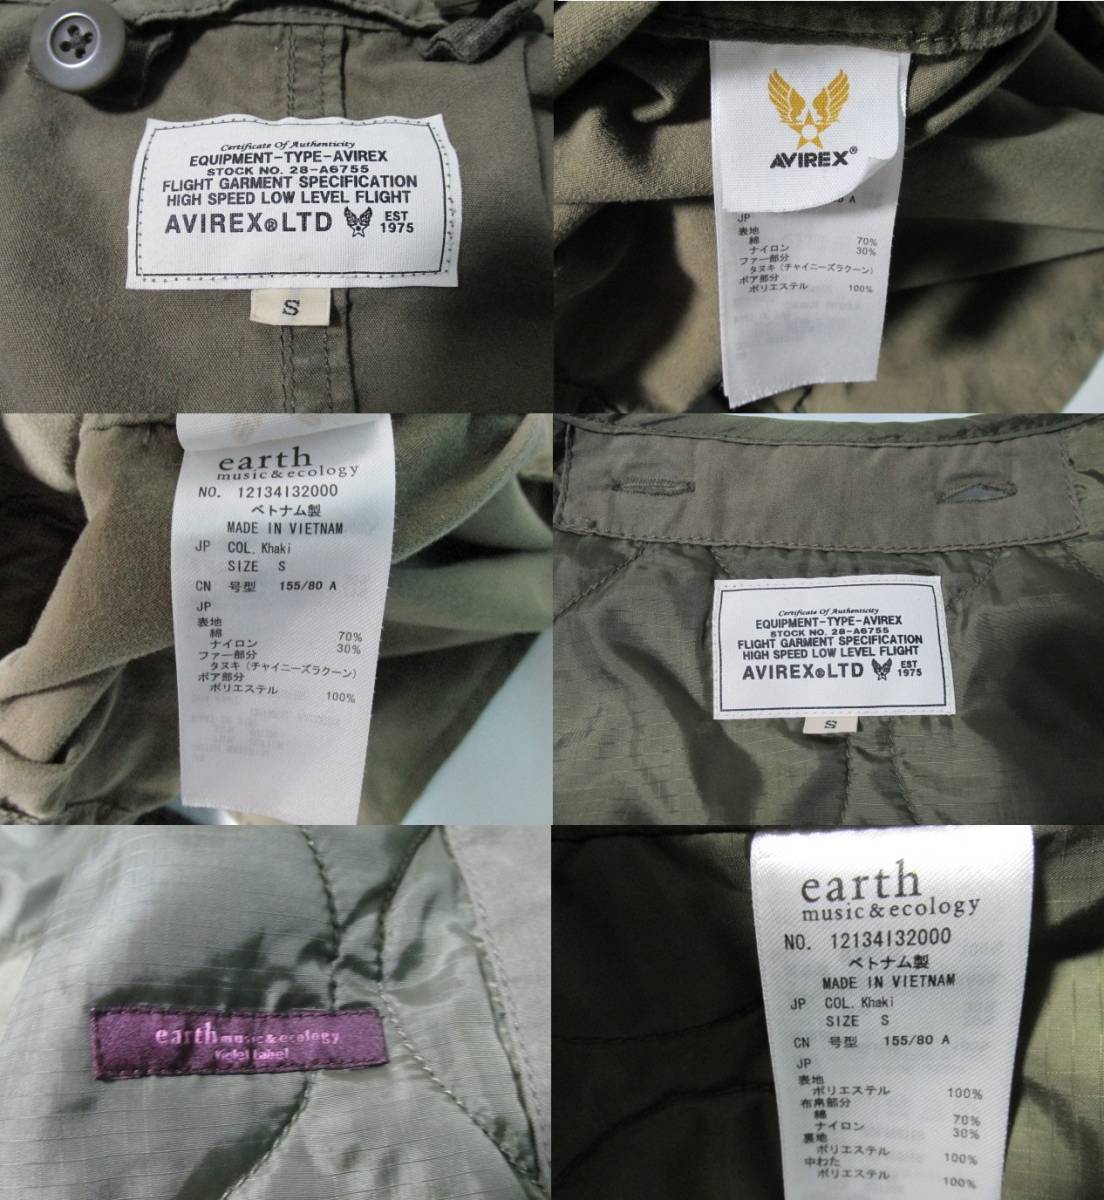 Certificate Of Authenticity
EQUIPMENT-TYPE-AVIREX
STOCK NO. 28-A6755
FLIGHT GARMENT SPECIFICATION
HIGH SPEED LOW LEVEL FLIGHT
AVIREX® LTD EST 1975
S
AVIREX®
A
JP
表地
綿 70%
ナイロン 30%
ファー部分
タヌキ (チャイニーズラクーン)
ボア部分
ポリエステル 100%
earth
music&ecology
NO. 12134132000
ベトナム製
MADE IN VIETNAM
JP COL. Khaki
SIZE S
CN 号型 155/80 A
JP
表地
綿 70%
ナイロン 30%
ファー部分
タヌキ (チャイニーズラクーン)
ボア部分
ポリエステル 100%
Certificate Of Authenticity
EQUIPMENT-TYPE-AVIREX
STOCK NO. 28-A6755
FLIGHT GARMENT SPECIFICATION
HIGH SPEED LOW LEVEL FLIGHT
AVIREX® LTD EST 1975
S
earth music&ecology
Violet Label
earth
music&ecology
NO. 12134132000
ベトナム製
MADE IN VIETNAM
JP COL. Khaki
SIZE S
CN 号型 155/80 A
JP
表地
ポリエステル 100%
布帛部分
綿 70%
ナイロン 30%
裏地
ポリエステル 100%
中わた
ポリエステル 100%